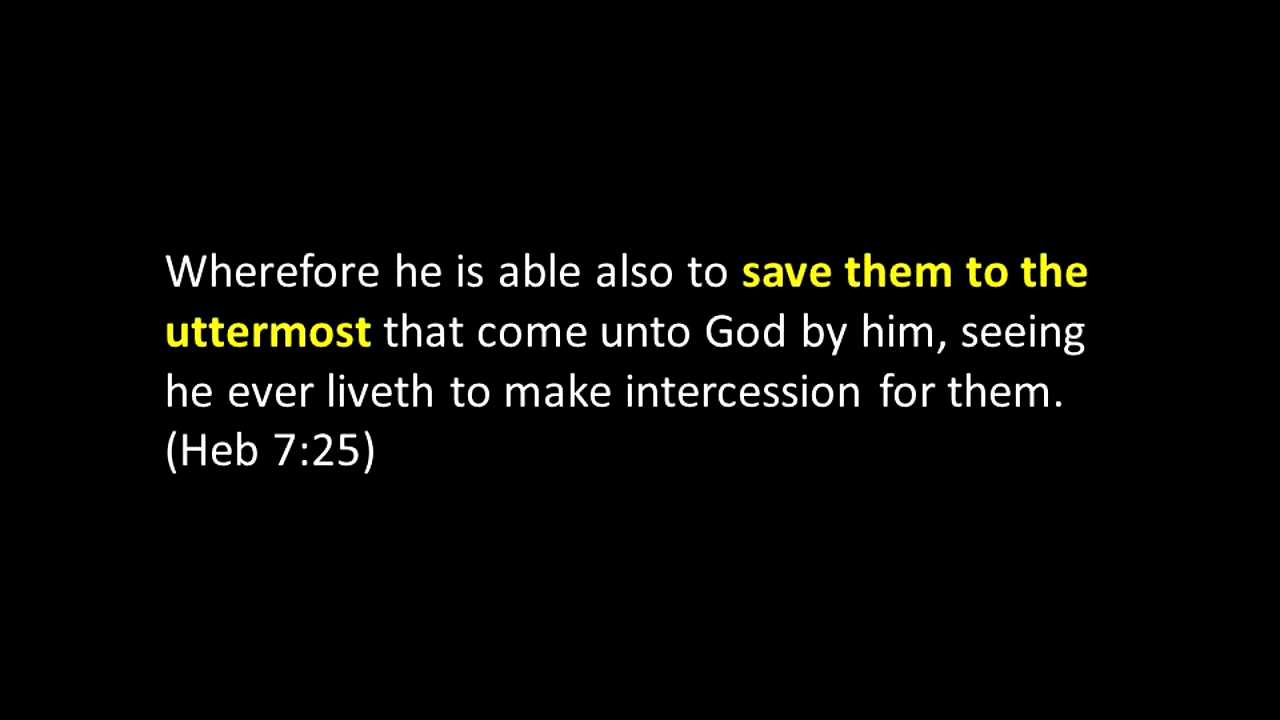 Wherefore he is able also to save them to the
uttermost that come unto God by him, seeing
he ever liveth to make intercession for them.
(Heb 7:25)